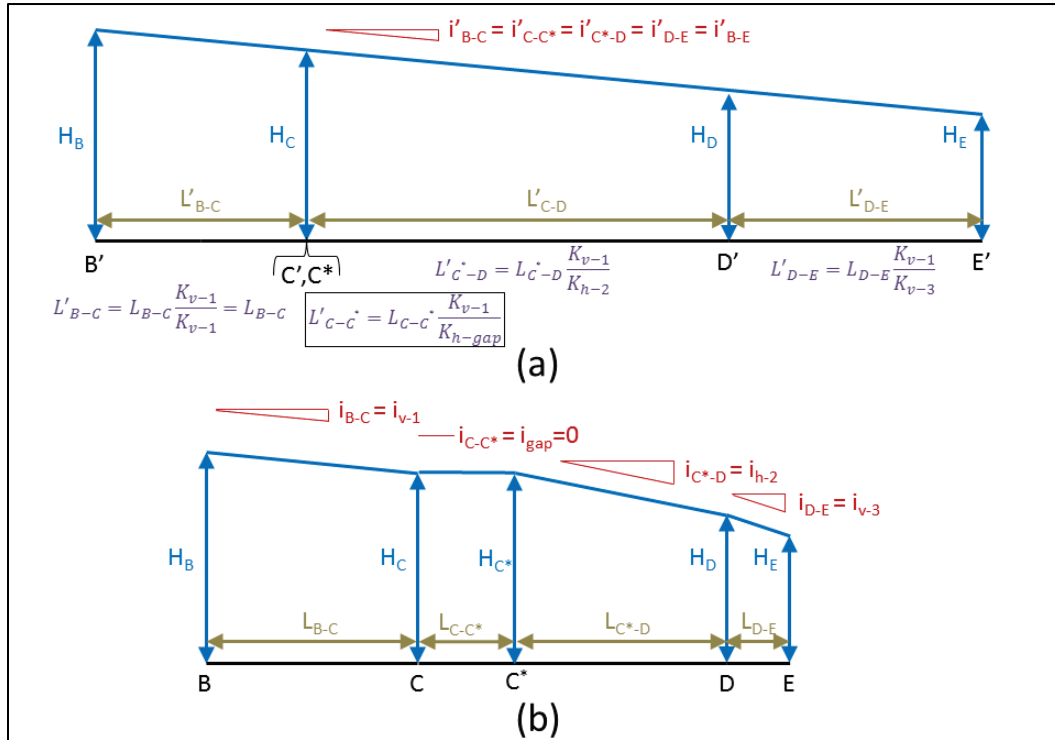 i'B-C = i'C-C* = i'C*-D = i'D-E = i'B-E
HB HC HD HE
L'B-C L'C-D L'D-E
B' C',C* D' E'
L'C*-D = LC*-D Kv-1/Kh-2
L'D-E = LD-E Kv-1/Kv-3
L'B-C = LB-C Kv-1/Kv-1 = LB-C
L'C-C* = LC-C* Kv-1/Kh-gap
(a)
iB-C = iv-1
iC-C* = igap=0
iC*-D = ih-2
iD-E = iv-3
HB HC HC* HD HE
LB-C LC-C* LC*-D LD-E
B C C* D E
(b)